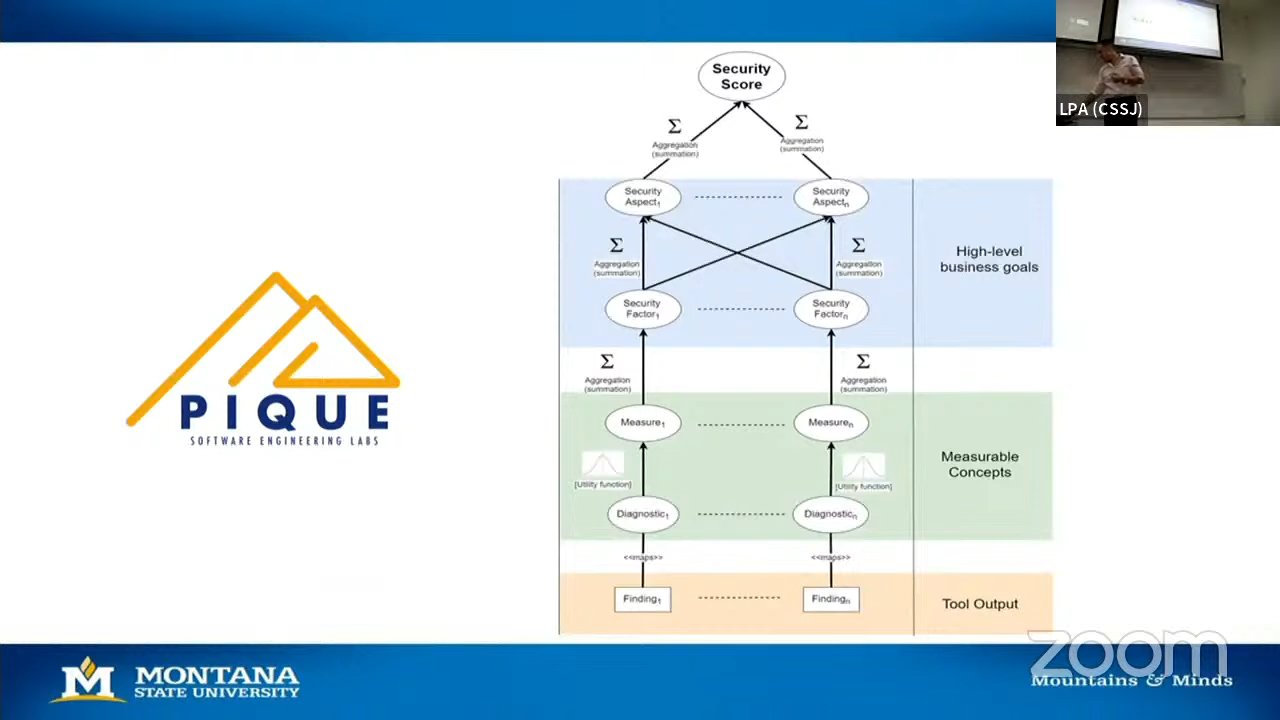 LPA (CSSJ)
Security
Score
Σ
Aggregation
(summation)
Σ
Aggregation
(summation)
Security
Aspect1
Security
Aspectn
Σ
Aggregation
(summation)
Σ
Aggregation
(summation)
High-level
business goals
Security
Factor1
Security
Factorn
Σ
Aggregation
(summation)
Σ
Aggregation
(summation)
PIQUE
SOFTWARE ENGINEERING LABS
Measure1
Measuren
[Utility function]
[Utility function]
Measurable
Concepts
Diagnostic1
Diagnosticn
<<maps>>
<<maps>>
Finding1
Findingn
Tool Output
M MONTANA
STATE UNIVERSITY
zoom
Mountains & Minds